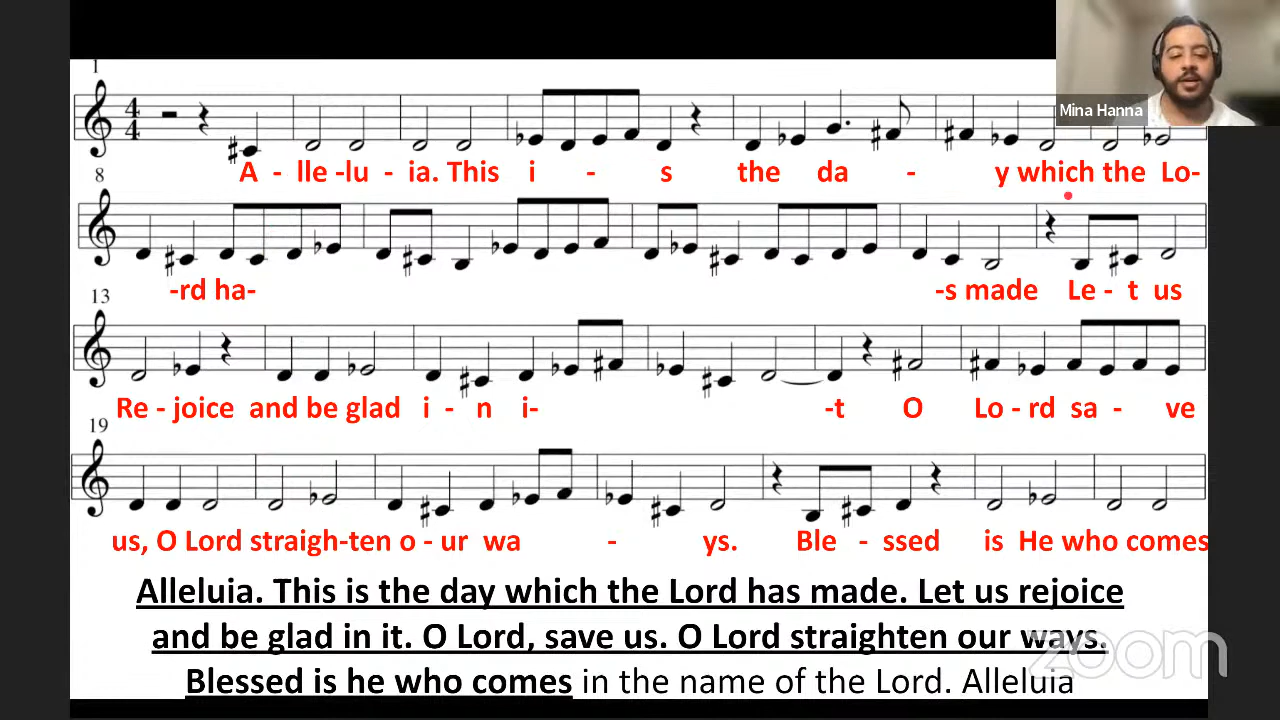 1
Mina Hanna
A - lle -lu - ia. This i - s the da - y which the Lo-
8
-rd ha- -s made Le - t us
13
Re - joice and be glad i - n i- -t O Lo - rd sa - ve
19
us, O Lord straigh-ten o - ur wa - ys. Ble - ssed is He who comes
Alleluia. This is the day which the Lord has made. Let us rejoice
and be glad in it. O Lord, save us. O Lord straighten our ways.
Blessed is he who comes in the name of the Lord. Alleluia
zoom